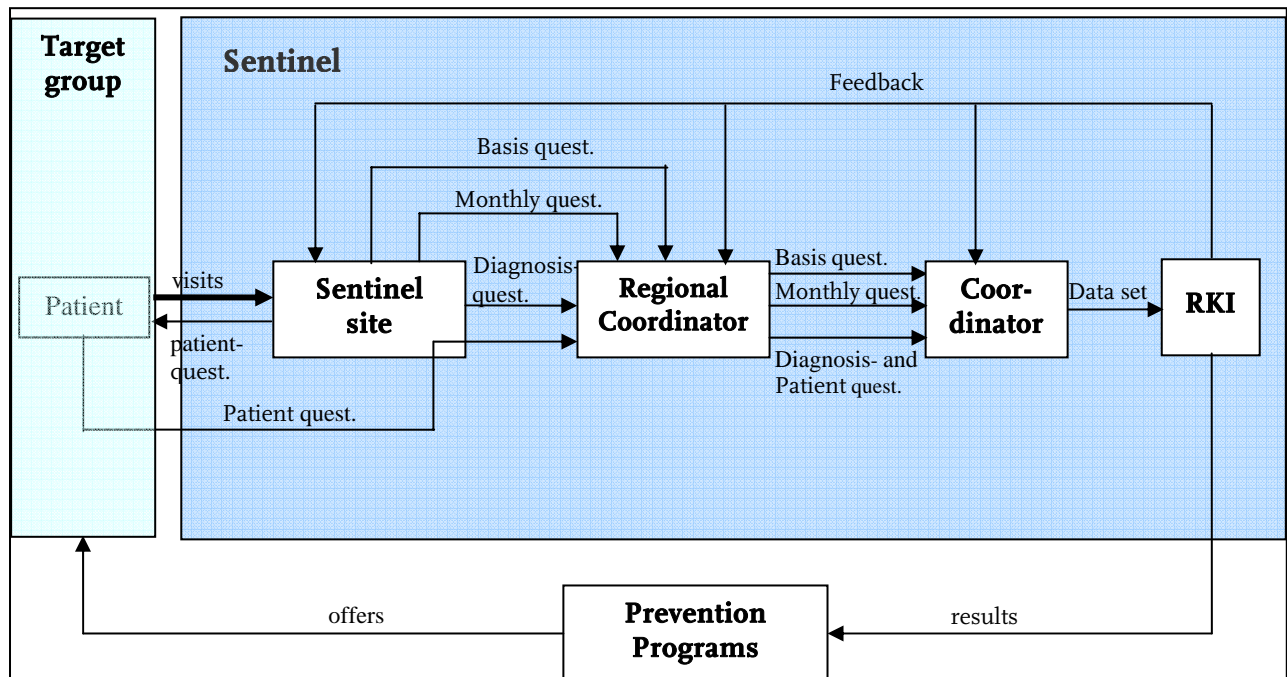 Target
group
Sentinel
Feedback
Basis quest.
Monthly quest.
Patient
visits
patient-
quest.
Sentinel
site
Diagnosis-
quest.
Regional
Coordinator
Basis quest.
Monthly quest.
Diagnosis- and
Patient quest.
Coor-
dinator
Data set
RKI
Patient quest.
offers
Prevention
Programs
results